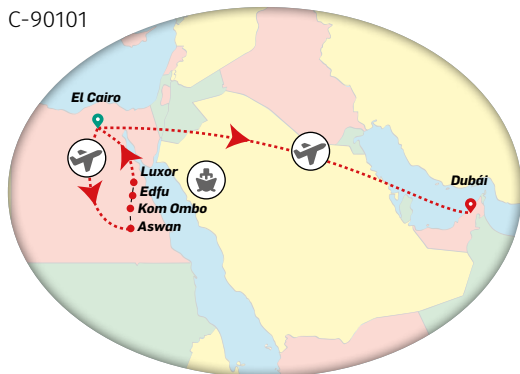 C-90101
El Cairo
Luxor
Edfu
Kom Ombo
Aswan
Dubái